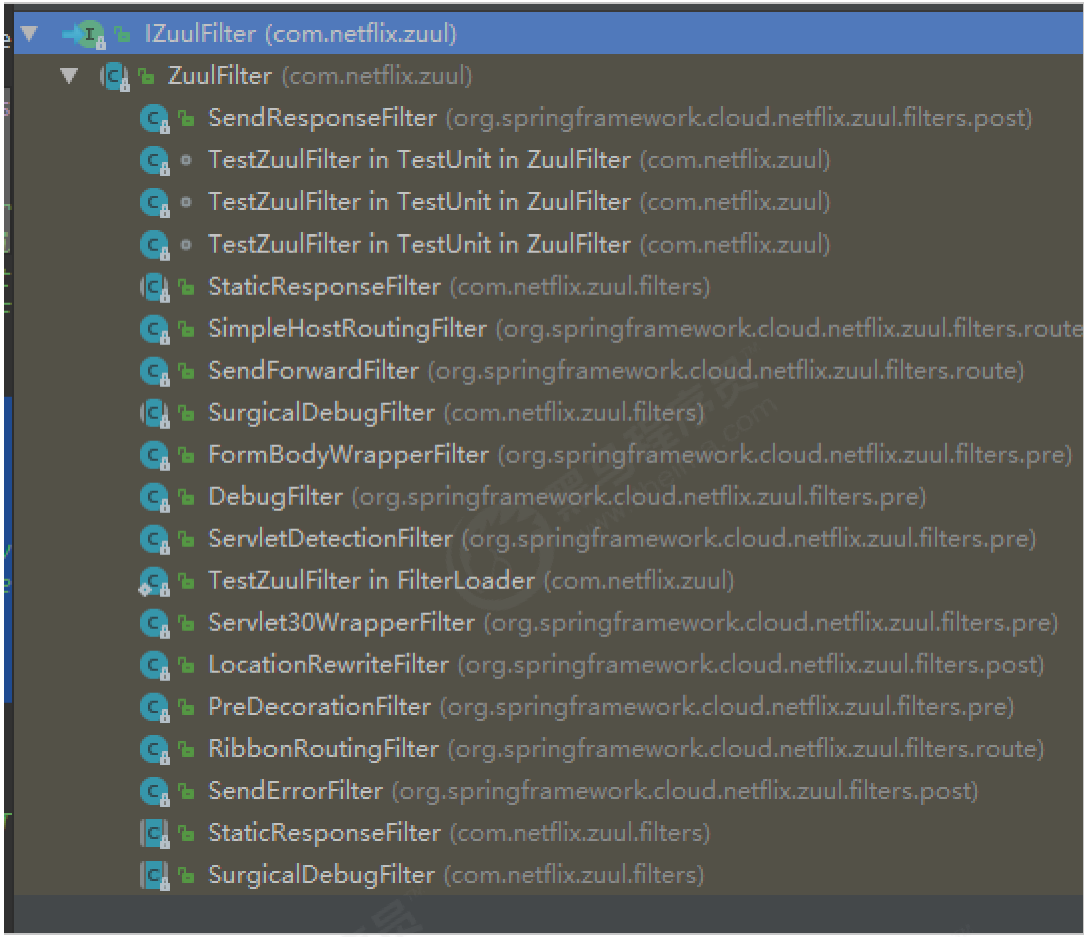 IZuulFilter (com.netflix.zuul)
ZuulFilter (com.netflix.zuul)
SendResponseFilter (org.springframework.cloud.netflix.zuul.filters.post)
TestZuulFilter in TestUnit in ZuulFilter (com.netflix.zuul)
TestZuulFilter in TestUnit in ZuulFilter (com.netflix.zuul)
TestZuulFilter in TestUnit in ZuulFilter (com.netflix.zuul)
StaticResponseFilter (com.netflix.zuul.filters)
SimpleHostRoutingFilter (org.springframework.cloud.netflix.zuul.filters.route
SendForwardFilter (org.springframework.cloud.netflix.zuul.filters.route)
SurgicalDebugFilter (com.netflix.zuul.filters)
FormBodyWrapperFilter (org.springframework.cloud.netflix.zuul.filters.pre)
DebugFilter (org.springframework.cloud.netflix.zuul.filters.pre)
ServletDetectionFilter (org.springframework.cloud.netflix.zuul.filters.pre)
TestZuulFilter in FilterLoader (com.netflix.zuul)
Servlet30WrapperFilter (org.springframework.cloud.netflix.zuul.filters.pre)
LocationRewriteFilter (org.springframework.cloud.netflix.zuul.filters.post)
PreDecorationFilter (org.springframework.cloud.netflix.zuul.filters.pre)
RibbonRoutingFilter (org.springframework.cloud.netflix.zuul.filters.route)
SendErrorFilter (org.springframework.cloud.netflix.zuul.filters.post)
StaticResponseFilter (com.netflix.zuul.filters)
SurgicalDebugFilter (com.netflix.zuul.filters)